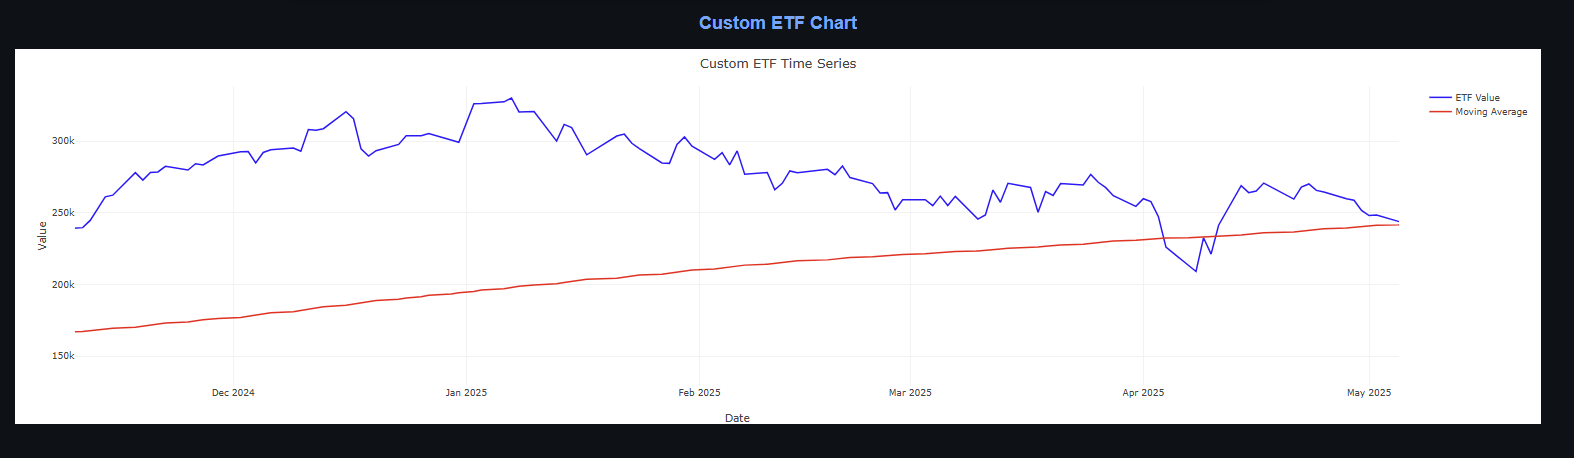 Custom ETF Chart
Custom ETF Time Series
ETF Value
Moving Average
300k
250k
Value
200k
150k
Dec 2024 Jan 2025 Feb 2025 Mar 2025 Apr 2025 May 2025
Date